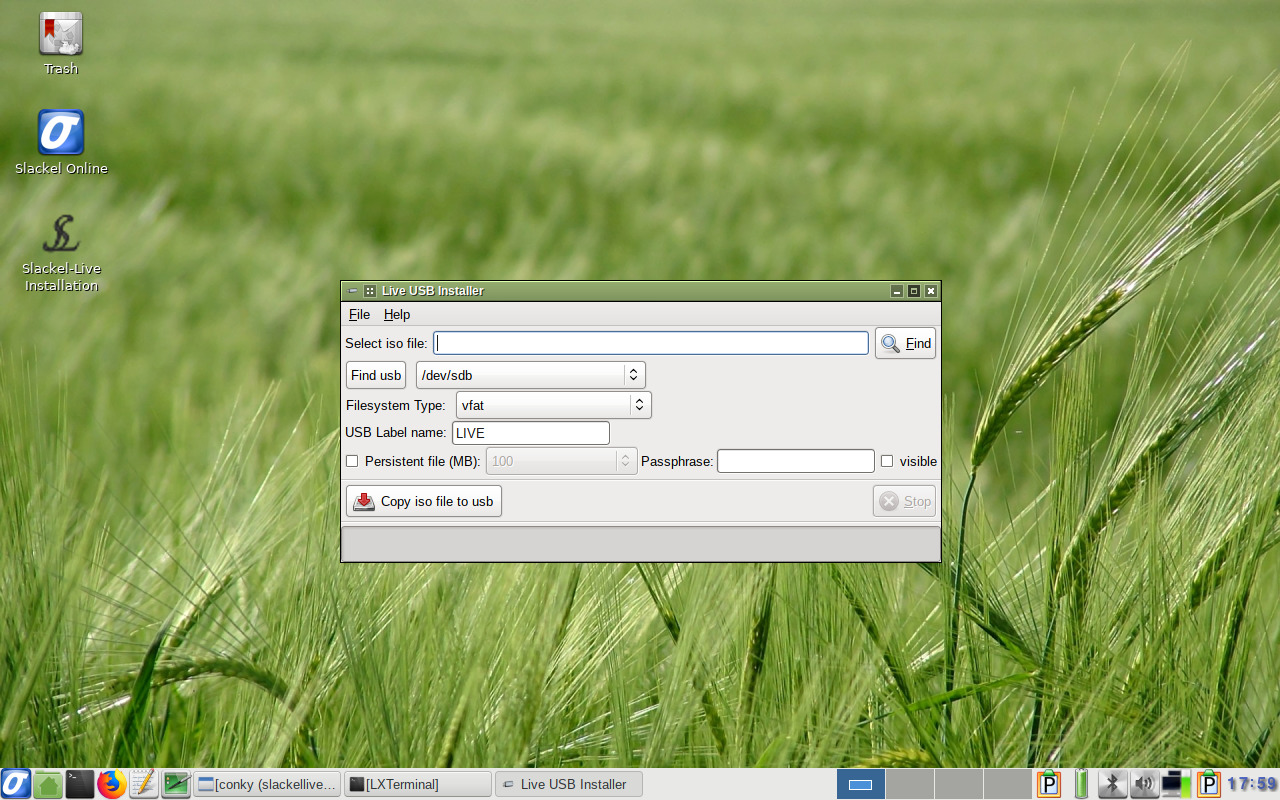 Trash
Slackel Online
Slackel-Live
Installation
Live USB Installer
File Help
Select iso file: Find
Find usb /dev/sdb
Filesystem Type: vfat
USB Label name: LIVE
Persistent file (MB): 100 Passphrase: visible
Copy iso file to usb Stop
[conky (slackellive... [LXTerminal] Live USB Installer 17:59